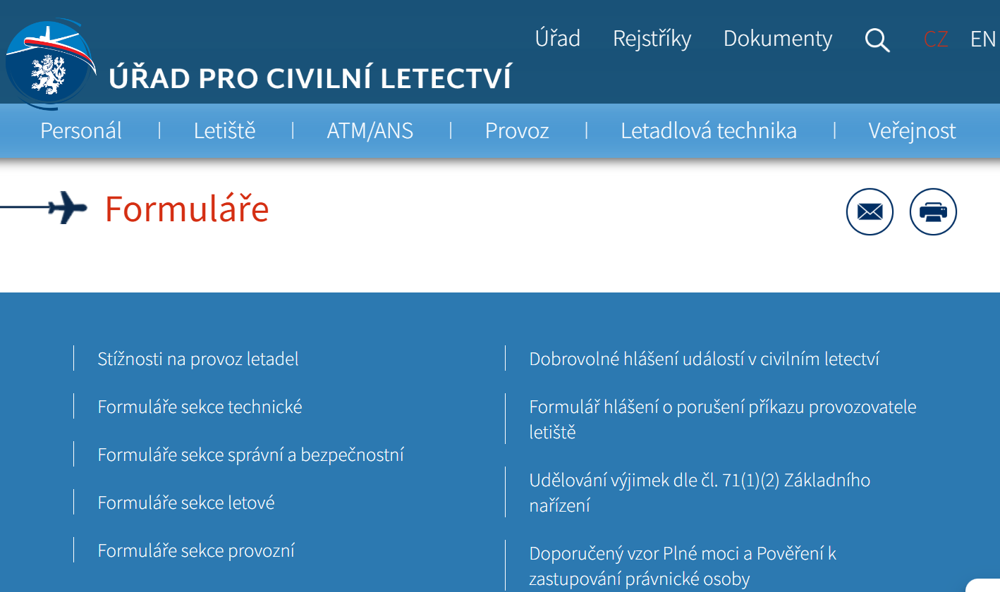 Úřad Rejstříky Dokumenty CZ EN
ÚŘAD PRO CIVILNÍ LETECTVÍ
Personál | Letiště | ATM/ANS | Provoz | Letadlová technika | Veřejnost
Formuláře
Stížnosti na provoz letadel
Formuláře sekce technické
Formuláře sekce správní a bezpečnostní
Formuláře sekce letové
Formuláře sekce provozní
Dobrovolné hlášení událostí v civilním letectví
Formulář hlášení o porušení příkazu provozovatele
letiště
Udělování výjimek dle čl. 71(1)(2) Základního
nařízení
Doporučený vzor Plné moci a Pověření k
zastupování právnické osoby